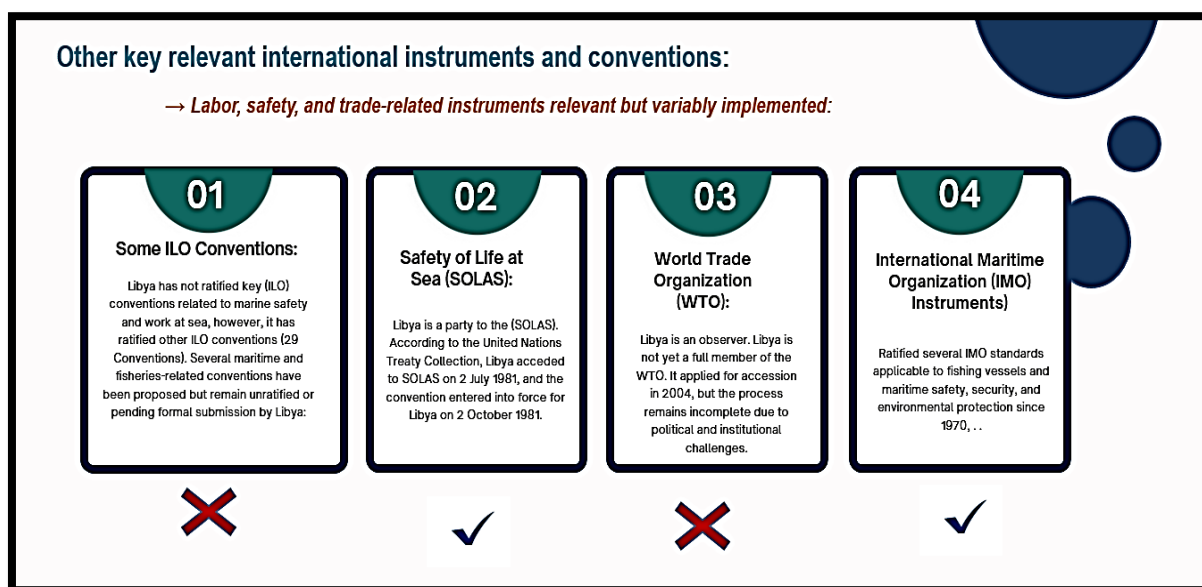 Other key relevant international instruments and conventions:
→ Labor, safety, and trade-related instruments relevant but variably implemented:
01
Some ILO Conventions:
Libya has not ratified key (ILO)
conventions related to marine safety
and work at sea, however, it has
ratified other ILO conventions (29
Conventions). Several maritime and
fisheries-related conventions have
been proposed but remain unratified or
pending formal submission by Libya:
02
Safety of Life at
Sea (SOLAS):
Libya is a party to the (SOLAS).
According to the United Nations
Treaty Collection, Libya acceded
to SOLAS on 2 July 1981, and the
convention entered into force for
Libya on 2 October 1981.
03
World Trade
Organization
(WTO):
Libya is an observer. Libya is
not yet a full member of the
WTO. It applied for accession
in 2004, but the process
remains incomplete due to
political and institutional
challenges.
04
International Maritime
Organization (IMO)
Instruments)
Ratified several IMO standards
applicable to fishing vessels and
maritime safety, security, and
environmental protection since
1970, . .